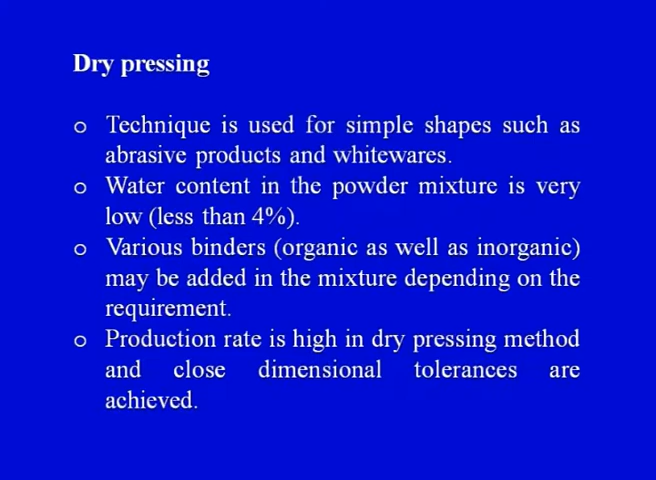 Dry pressing
o Technique is used for simple shapes such as
abrasive products and whitewares.
o Water content in the powder mixture is very
low (less than 4%).
o Various binders (organic as well as inorganic)
may be added in the mixture depending on the
requirement.
o Production rate is high in dry pressing method
and close dimensional tolerances are
achieved.